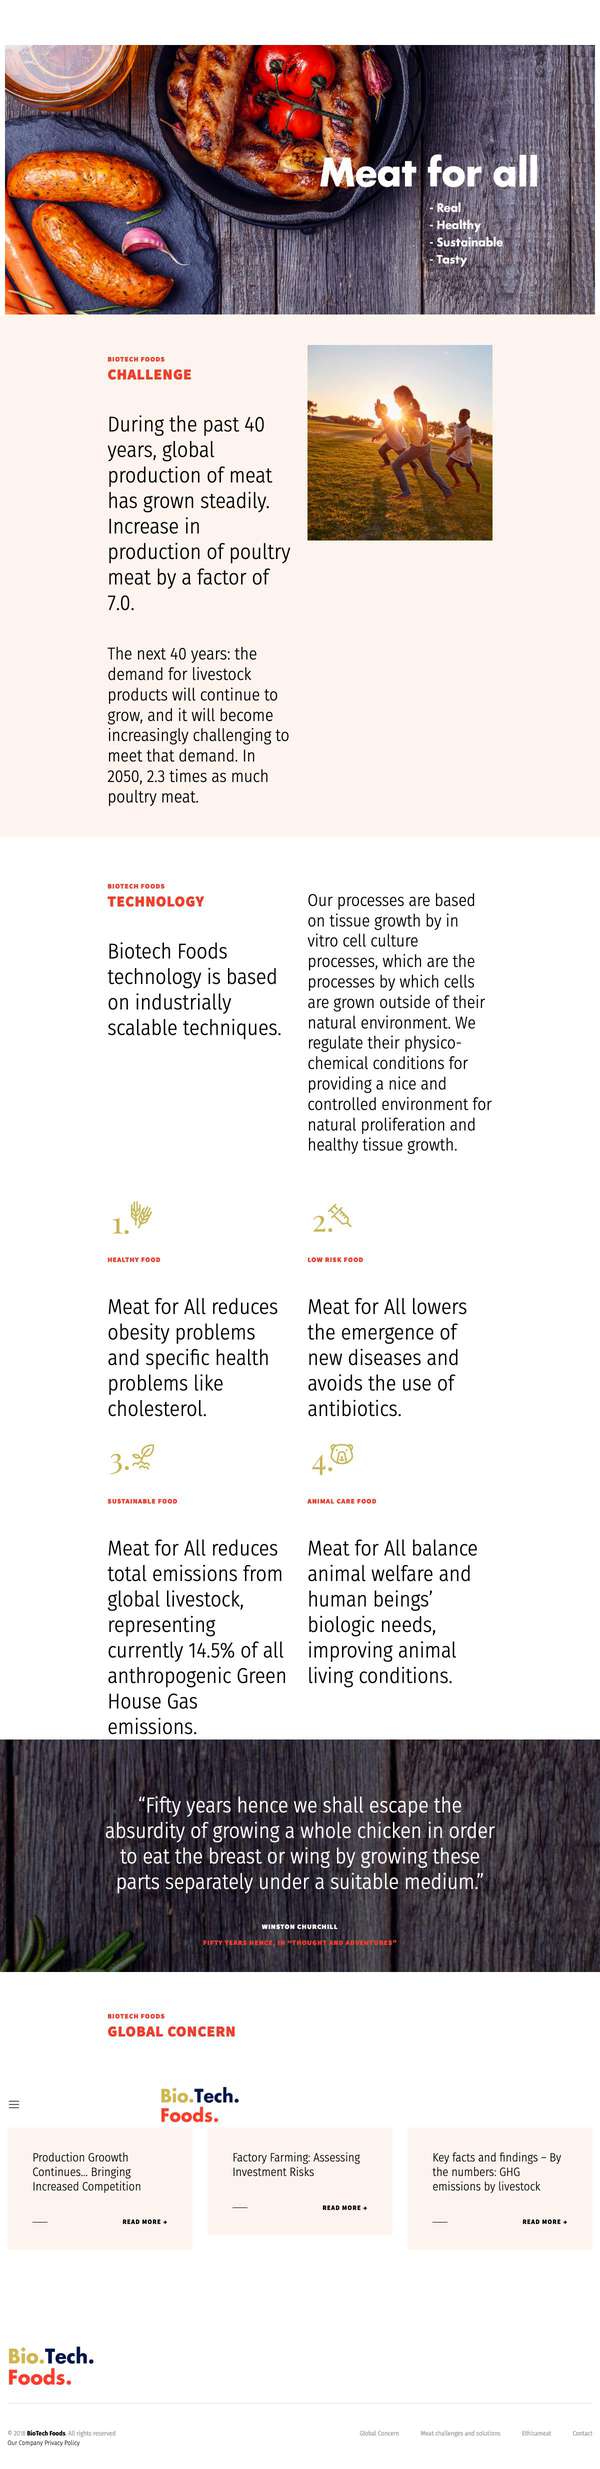 Meat for all
- Real
- Healthy
- Sustainable
- Tasty
BIOTECH FOODS
CHALLENGE
During the past 40
years, global
production of meat
has grown steadily.
Increase in
production of poultry
meat by a factor of
7.0.
The next 40 years: the
demand for livestock
products will continue to
grow, and it will become
increasingly challenging to
meet that demand. In
2050, 2.3 times as much
poultry meat.
BIOTECH FOODS
TECHNOLOGY
Biotech Foods
technology is based
on industrially
scalable techniques.
Our processes are based
on tissue growth by in
vitro cell culture
processes, which are the
processes by which cells
are grown outside of their
natural environment. We
regulate their physico-
chemical conditions for
providing a nice and
controlled environment for
natural proliferation and
healthy tissue growth.
1.
HEALTHY FOOD
Meat for All reduces
obesity problems
and specific health
problems like
cholesterol.
2.
LOW RISK FOOD
Meat for All lowers
the emergence of
new diseases and
avoids the use of
antibiotics.
3.
SUSTAINABLE FOOD
Meat for All reduces
total emissions from
global livestock,
representing
currently 14.5% of all
anthropogenic Green
House Gas
emissions.
4.
ANIMAL CARE FOOD
Meat for All balance
animal welfare and
human beings’
biologic needs,
improving animal
living conditions.
“Fifty years hence we shall escape the
absurdity of growing a whole chicken in order
to eat the breast or wing by growing these
parts separately under a suitable medium.”
WINSTON CHURCHILL
FIFTY YEARS HENCE, IN “THOUGHT AND ADVENTURES”
BIOTECH FOODS
GLOBAL CONCERN
Bio.Tech.
Foods.
Production Groowth
Continues... Bringing
Increased Competition
READ MORE +
Factory Farming: Assessing
Investment Risks
READ MORE +
Key facts and findings – By
the numbers: GHG
emissions by livestock
READ MORE +
Bio.Tech.
Foods.
© 2018 BioTech Foods. All rights reserved
Our Company Privacy Policy
Global Concern
Meat challenges and solutions
Ethicameat
Contact